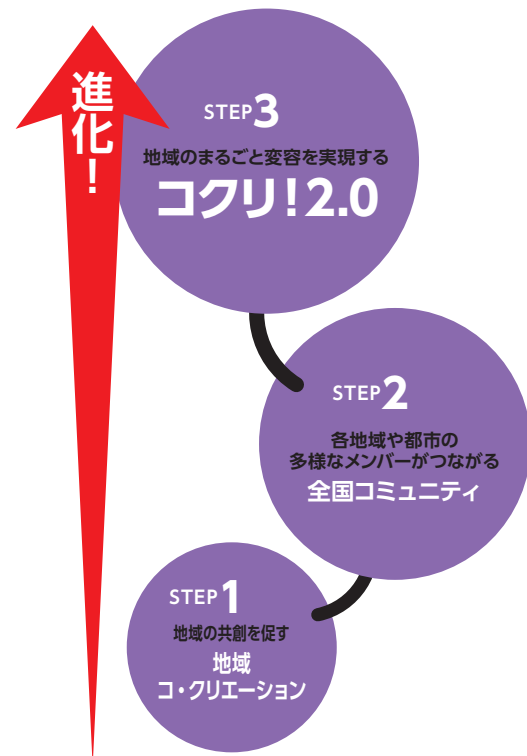 進化！
STEP3
地域のまるごと変容を実現する
コクリ！2.0
STEP2
各地域や都市の
多様なメンバーがつながる
全国コミュニティ
STEP1
地域の共創を促す
地域
コ・クリエーション